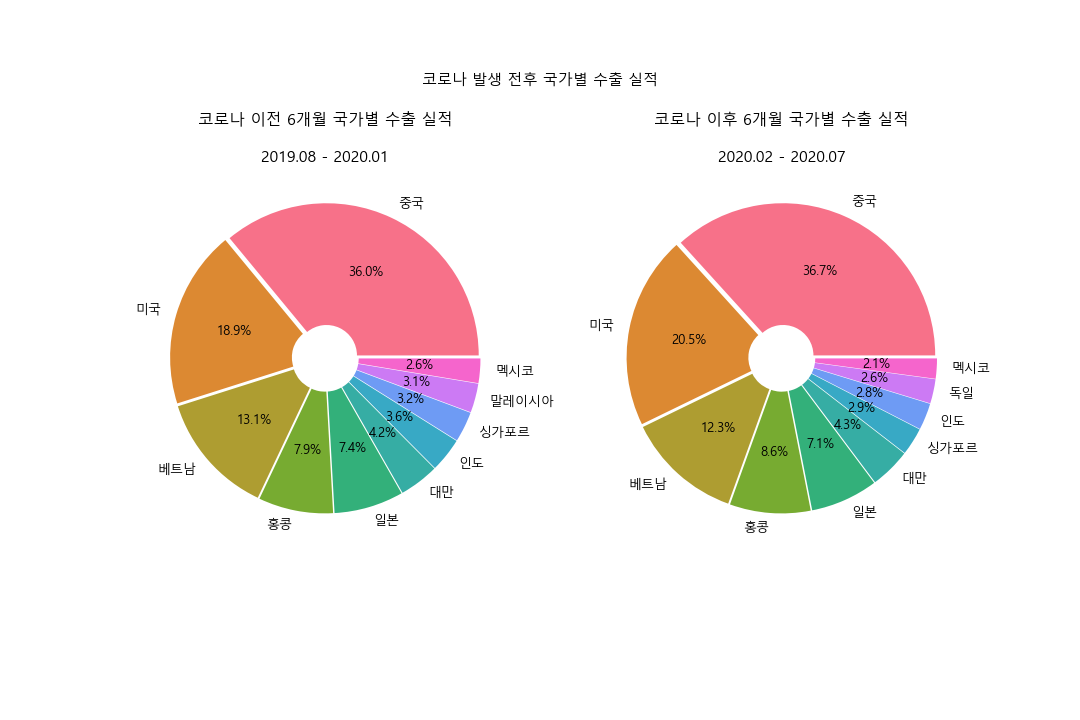 코로나 발생 전후 국가별 수출 실적
코로나 이전 6개월 국가별 수출 실적
2019.08 - 2020.01
중국
36.0%
미국
18.9%
베트남
13.1%
홍콩
7.9%
일본
7.4%
대만
4.2%
인도
3.6%
싱가포르
3.2%
말레이시아
3.1%
멕시코
2.6%
코로나 이후 6개월 국가별 수출 실적
2020.02 - 2020.07
중국
36.7%
미국
20.5%
베트남
12.3%
홍콩
8.6%
일본
7.1%
대만
4.3%
싱가포르
2.9%
인도
2.8%
독일
2.6%
멕시코
2.1%